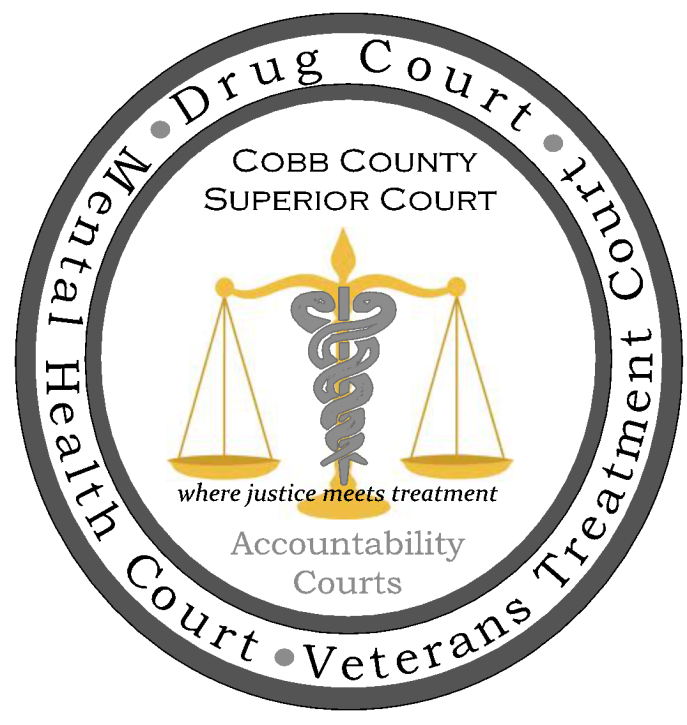 Drug Court • Veterans Treatment Court • Mental Health Court •
COBB COUNTY
SUPERIOR COURT
where justice meets treatment
Accountability
Courts